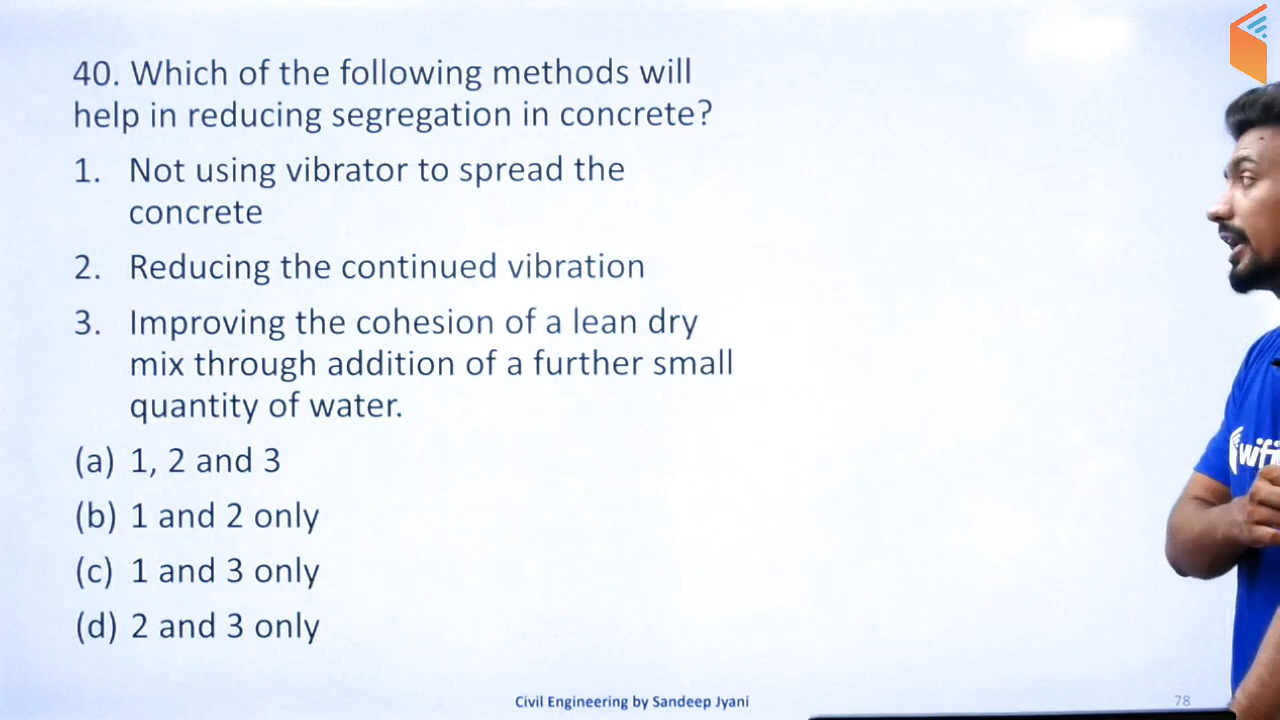 40. Which of the following methods will
help in reducing segregation in concrete?
1. Not using vibrator to spread the
concrete
2. Reducing the continued vibration
3. Improving the cohesion of a lean dry
mix through addition of a further small
quantity of water.
(a) 1, 2 and 3
(b) 1 and 2 only
(c) 1 and 3 only
(d) 2 and 3 only
wifi
Civil Engineering by Sandeep Jyani
78